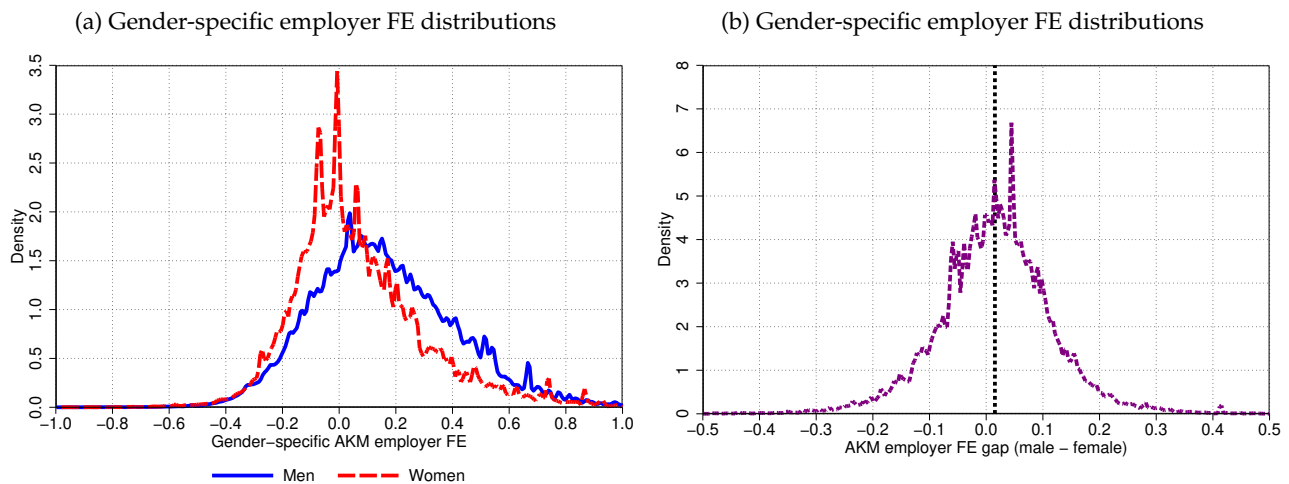 (a) Gender-specific employer FE distributions
3.5
3.0
2.5
2.0
1.5
1.0
0.5
0.0
Density
−1.0 −0.8 −0.6 −0.4 −0.2 0.0 0.2 0.4 0.6 0.8 1.0
Gender−specific AKM employer FE
Men Women
(b) Gender-specific employer FE distributions
8
7
6
5
4
3
2
1
0
Density
−0.5 −0.4 −0.3 −0.2 −0.1 0.0 0.1 0.2 0.3 0.4 0.5
AKM employer FE gap (male − female)